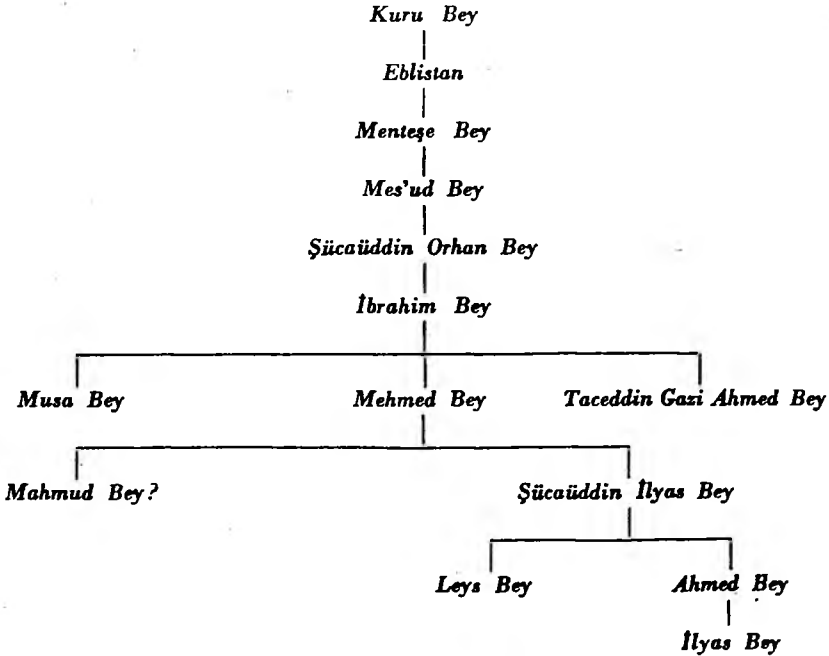 Kuru Bey
Eblistan
Menteşe Bey
Mes'ud Bey
Şücaüddin Orhan Bey
İbrahim Bey
Musa Bey Mehmed Bey Taceddin Gazi Ahmed Bey
Mahmud Bey? Şücaüddin İlyas Bey
Leys Bey Ahmed Bey
İlyas Bey